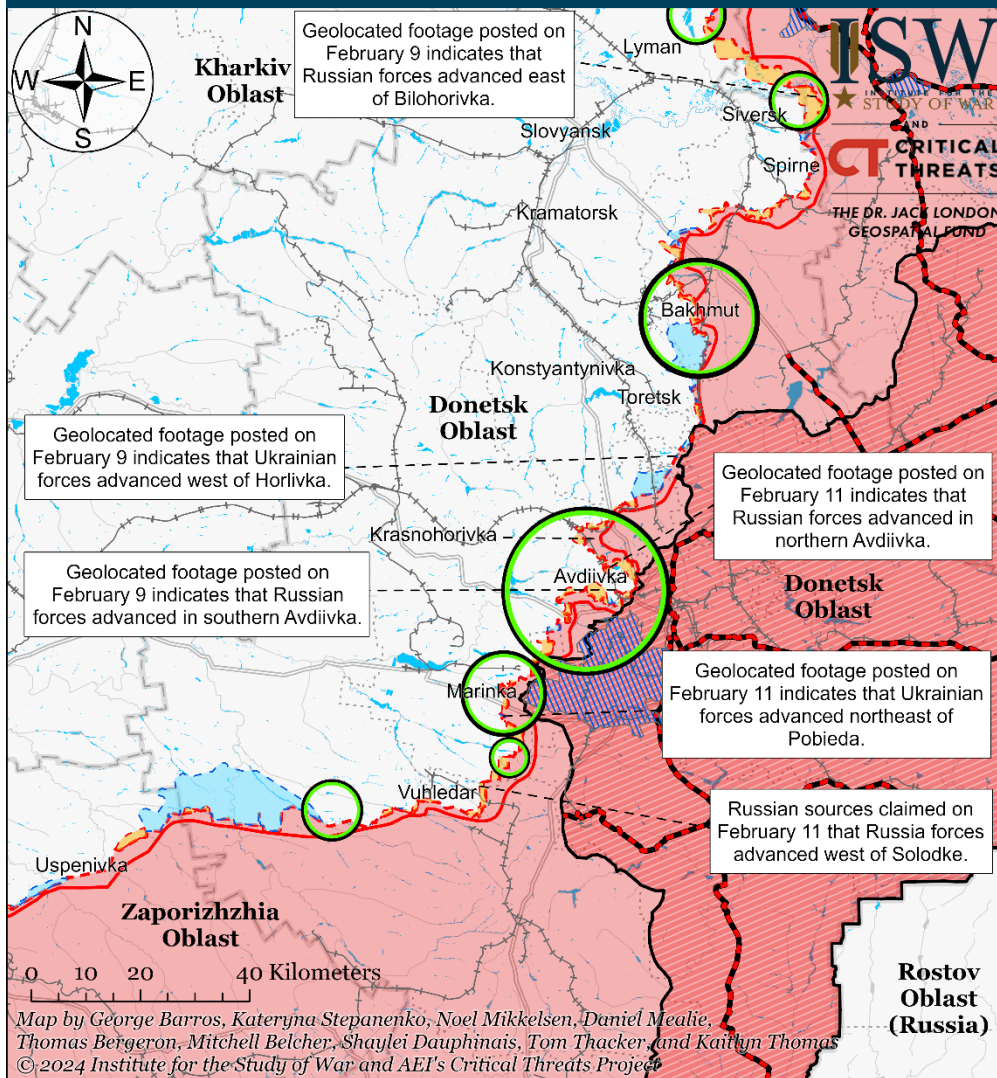 N
W
E
S
Geolocated footage posted on
February 9 indicates that
Russian forces advanced east
of Bilohorivka.
Kharkiv
Oblast
Lyman
ISW
INSTITUTE FOR THE
STUDY OF WAR
AND
CT CRITICAL
THREATS
THE DR. JACK LONDON
GEOSPATIAL FUND
Siversk
Slovyansk
Spirne
Kramatorsk
Bakhmut
Konstyantynivka
Toretsk
Donetsk
Oblast
Geolocated footage posted on
February 9 indicates that Ukrainian
forces advanced west of Horlivka.
Geolocated footage posted on
February 11 indicates that
Russian forces advanced in
northern Avdiivka.
Krasnohorivka
Avdiivka
Geolocated footage posted on
February 9 indicates that Russian
forces advanced in southern Avdiivka.
Donetsk
Oblast
Geolocated footage posted on
February 11 indicates that Ukrainian
forces advanced northeast of
Pobieda.
Marinka
Vuhledar
Russian sources claimed on
February 11 that Russia forces
advanced west of Solodke.
Uspenivka
Zaporizhzhia
Oblast
Rostov
Oblast
(Russia)
0 10 20 40 Kilometers
Map by George Barros, Kateryna Stepanenko, Noel Mikkelsen, Daniel Mealie,
Thomas Bergeron, Mitchell Belcher, Shaylei Dauphinais, Tom Thacker, and Kaitlyn Thomas
© 2024 Institute for the Study of War and AEI's Critical Threats Project